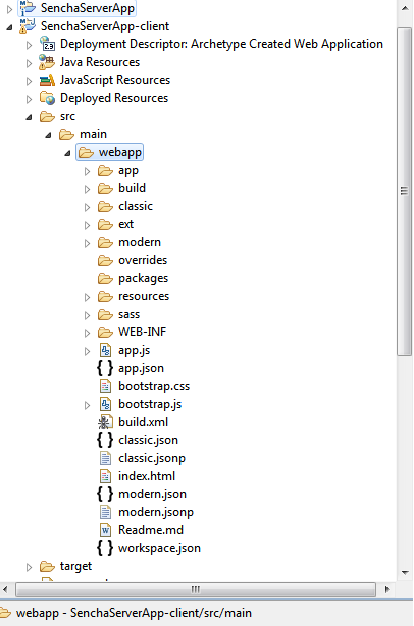 SenchaServerApp
SenchaServerApp-client
Deployment Descriptor: Archetype Created Web Application
Java Resources
JavaScript Resources
Deployed Resources
src
main
webapp
app
build
classic
ext
modern
overrides
packages
resources
sass
WEB-INF
app.js
app.json
bootstrap.css
bootstrap.js
build.xml
classic.json
classic.jsonp
index.html
modern.json
modern.jsonp
Readme.md
workspace.json
target
webapp - SenchaServerApp-client/src/main